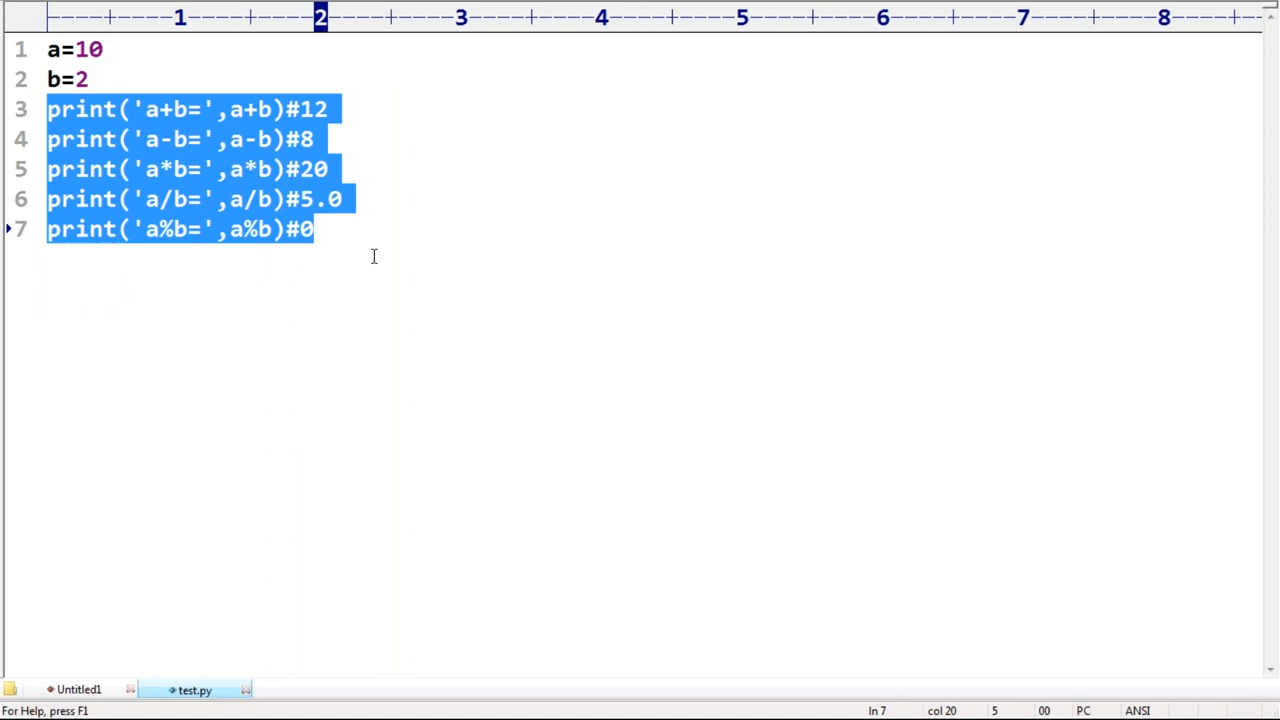 1 2 3 4 5 6 7 8
1 a=10
2 b=2
3 print('a+b=',a+b)#12
4 print('a-b=',a-b)#8
5 print('a*b=',a*b)#20
6 print('a/b=',a/b)#5.0
7 print('a%b=',a%b)#0
Untitled1 test.py
For Help, press F1 ln 7 col 20 5 00 PC ANSI